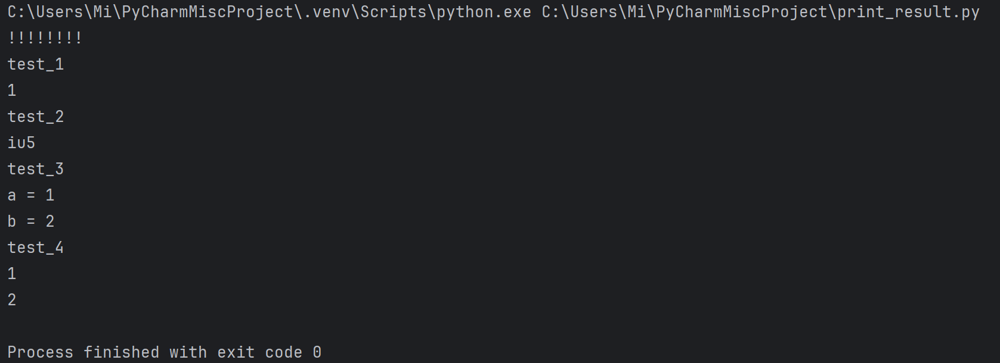 C:\Users\Mi\PyCharmMiscProject\.venv\Scripts\python.exe C:\Users\Mi\PyCharmMiscProject\print_result.py
!!!!!!!!
test_1
1
test_2
iu5
test_3
a = 1
b = 2
test_4
1
2
Process finished with exit code 0